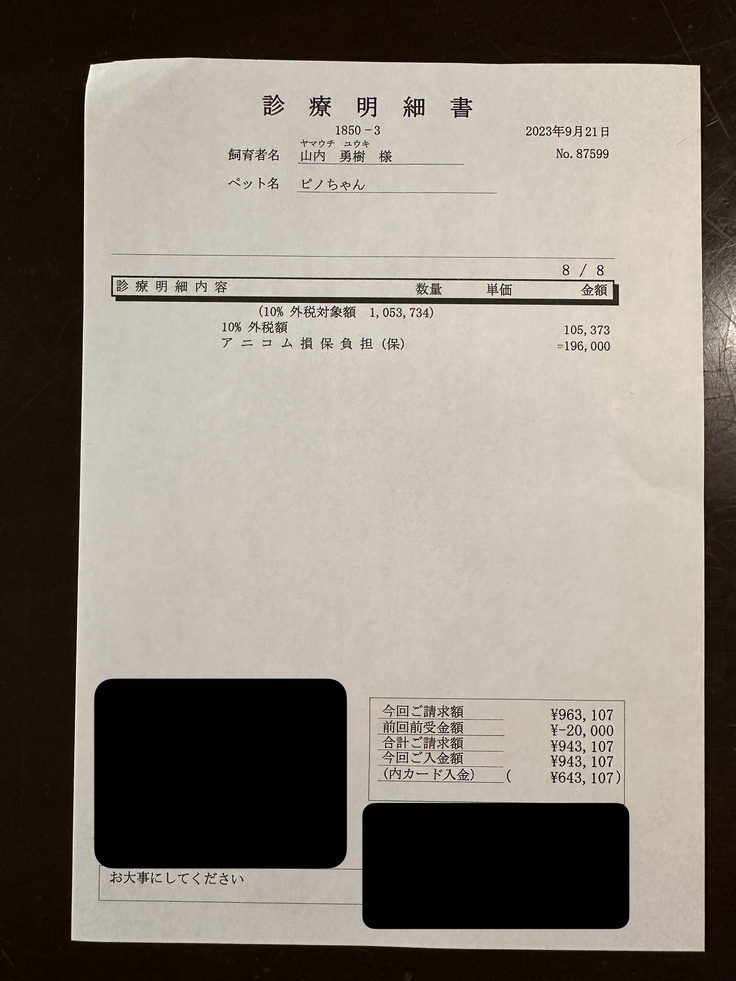 診療明細書
1850-3
2023年9月21日
ヤマウチ ユウキ
飼育者名 山内 勇樹 様
No.87599
ペット名 ピノちゃん
8 / 8
診療明細内容 数量 単価 金額
(10% 外税対象額 1,053,734)
10% 外税額 105,373
アニコム損保負担(保) =196,000
今回ご請求額 ¥963,107
前回前受金額 ¥-20,000
合計ご請求額 ¥943,107
今回ご入金額 ¥943,107
(内カード入金) ( ¥643,107)
お大事にしてください